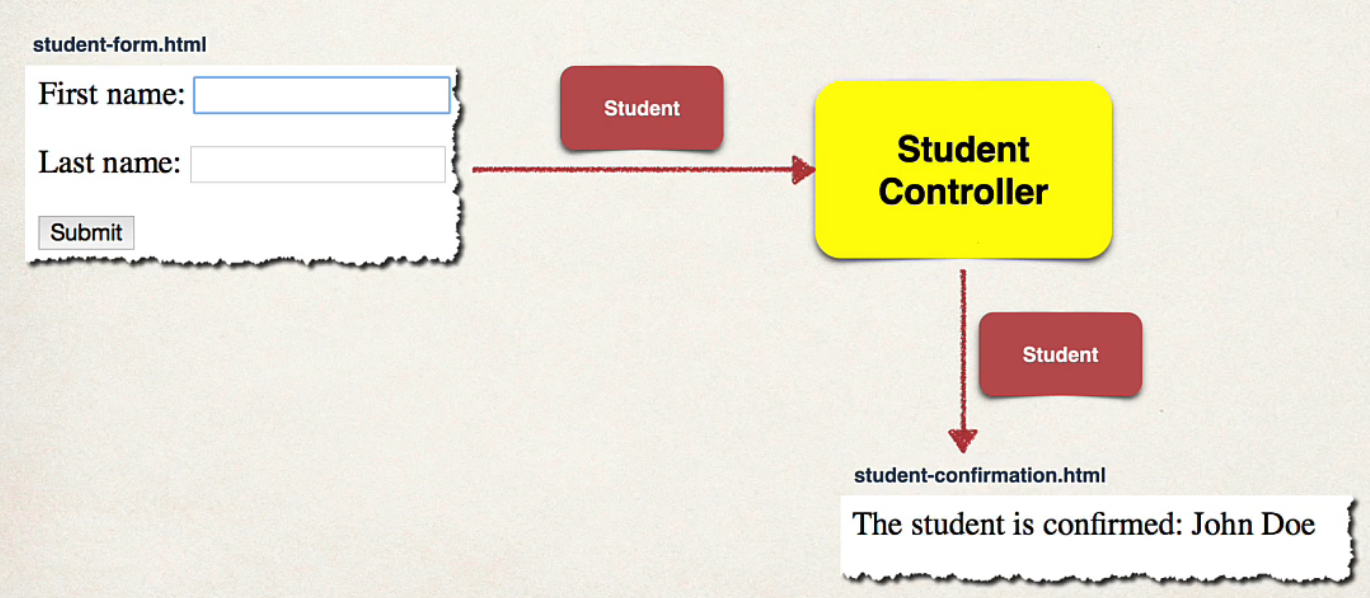 student-form.html
First name:
Last name:
Submit
Student
Student
Controller
Student
student-confirmation.html
The student is confirmed: John Doe